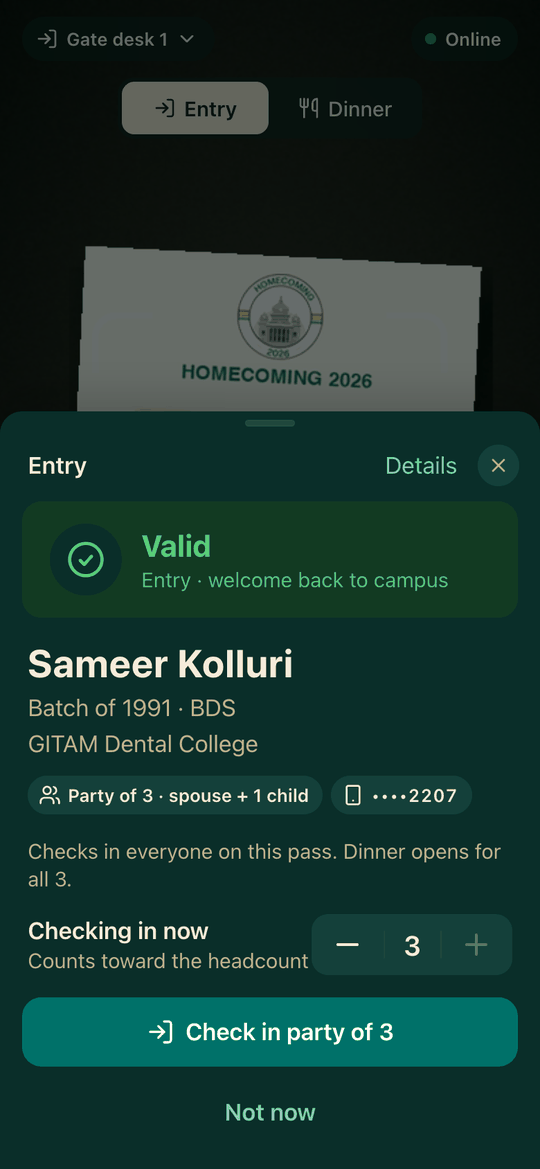 Gate desk 1
Online
Entry
Dinner
HOMECOMING
2026
HOMECOMING 2026
Entry
Details
Valid
Entry · welcome back to campus
Sameer Kolluri
Batch of 1991 · BDS
GITAM Dental College
Party of 3 · spouse + 1 child
••••2207
Checks in everyone on this pass. Dinner opens for
all 3.
Checking in now
Counts toward the headcount
3
Check in party of 3
Not now